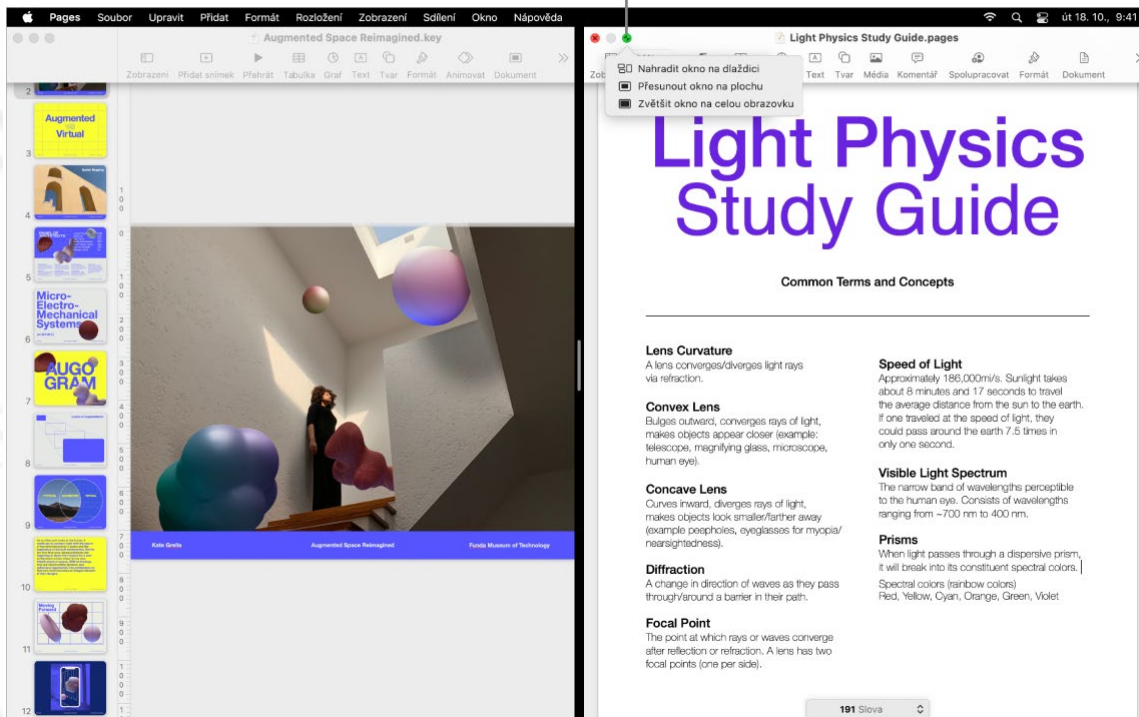 Pages Soubor Upravit Přidat Formát Rozložení Zobrazení Sdílení Okno Nápověda
út 18. 10., 9:41
Augmented Space Reimagined.key
Zobrazení Přidat snímek Přehrát Tabulka Graf Text Tvar Formát Animovat Dokument
2
Augmented
Virtual
3
4
5
Micro-
Electro-
Mechanical
Systems
6
AUGO
GRAM
7
8
9
10
Moving
Forward
11
12
Kate Grella
Augmented Space Reimagined
Funda Museum of Technology
Light Physics Study Guide.pages
Text Tvar Média Komentář Spolupracovat Formát Dokument
Nahradit okno na dlaždici
Přesunout okno na plochu
Zvětšit okno na celou obrazovku
Light Physics
Study Guide
Common Terms and Concepts
Lens Curvature
A lens converges/diverges light rays
via refraction.
Convex Lens
Bulges outward, converges rays of light,
makes objects appear closer (example:
telescope, magnifying glass, microscope,
human eye).
Concave Lens
Curves inward, diverges rays of light,
makes objects look smaller/farther away
(example peepholes, eyeglasses for myopia/
nearsightedness).
Diffraction
A change in direction of waves as they pass
through/around a barrier in their path.
Focal Point
The point at which rays or waves converge
after reflection or refraction. A lens has two
focal points (one per side).
Speed of Light
Approximately 186,000mi/s. Sunlight takes
about 8 minutes and 17 seconds to travel
the average distance from the sun to the earth.
If one traveled at the speed of light, they
could pass around the earth 7.5 times in
only one second.
Visible Light Spectrum
The narrow band of wavelengths perceptible
to the human eye. Consists of wavelengths
ranging from ~700 nm to 400 nm.
Prisms
When light passes through a dispersive prism,
it will break into its constituent spectral colors.
Spectral colors (rainbow colors)
Red, Yellow, Cyan, Orange, Green, Violet
191 Slova